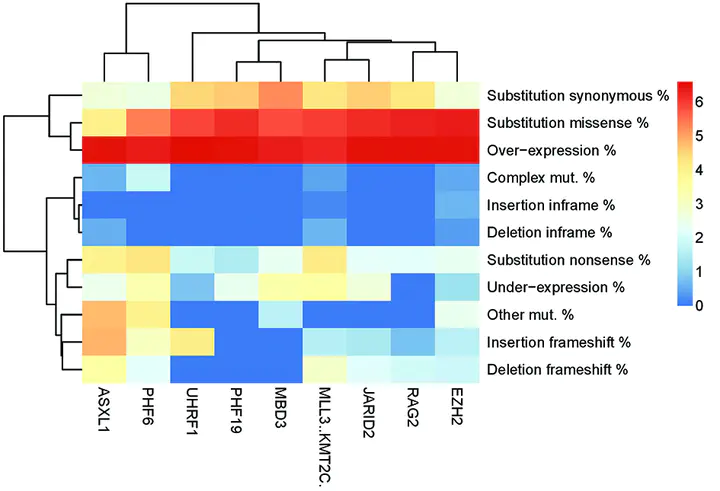 Substitution synonymous %
Substitution missense %
Over−expression %
Complex mut. %
Insertion inframe %
Deletion inframe %
Substitution nonsense %
Under−expression %
Other mut. %
Insertion frameshift %
Deletion frameshift %
6
5
4
3
2
1
0
ASXL1
PHF6
UHRF1
PHF19
MBD3
MLL3..KMT2C.
JARID2
RAG2
EZH2